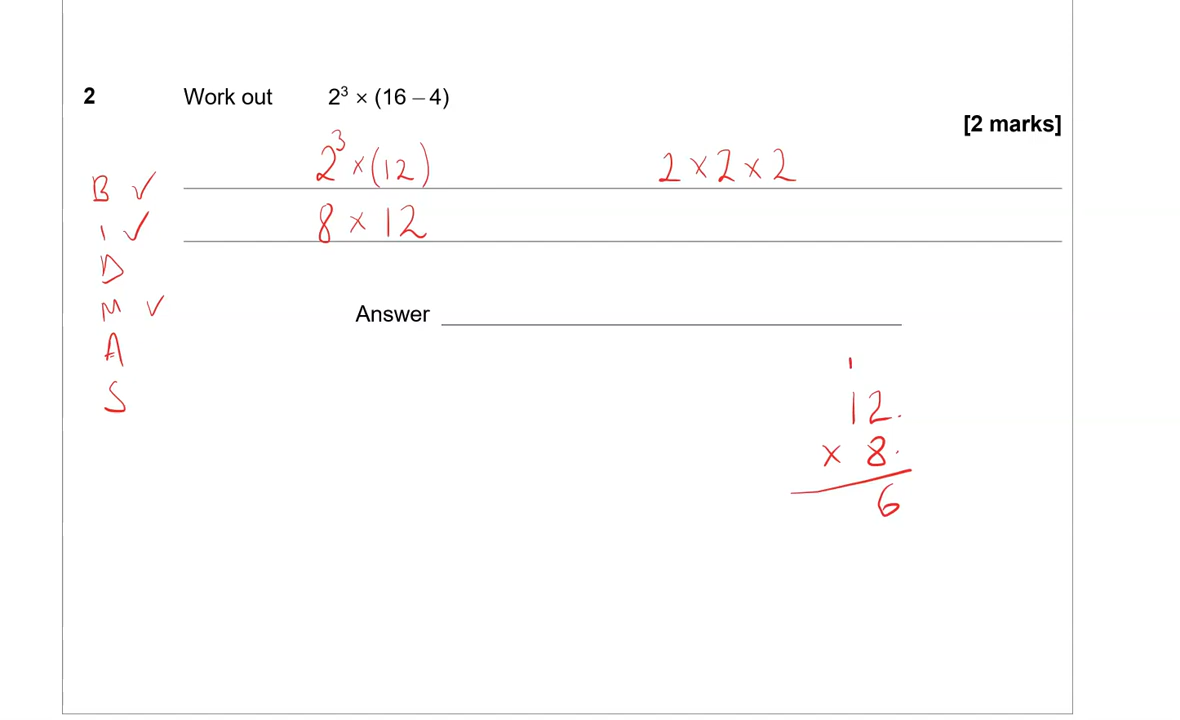 2 Work out 2³ × (16 – 4)
[2 marks]
2³ × (12) 2 × 2 × 2
B ✓
8 × 12
I ✓
D
M ✓
Answer
A
S
1
12.
× 8.
6